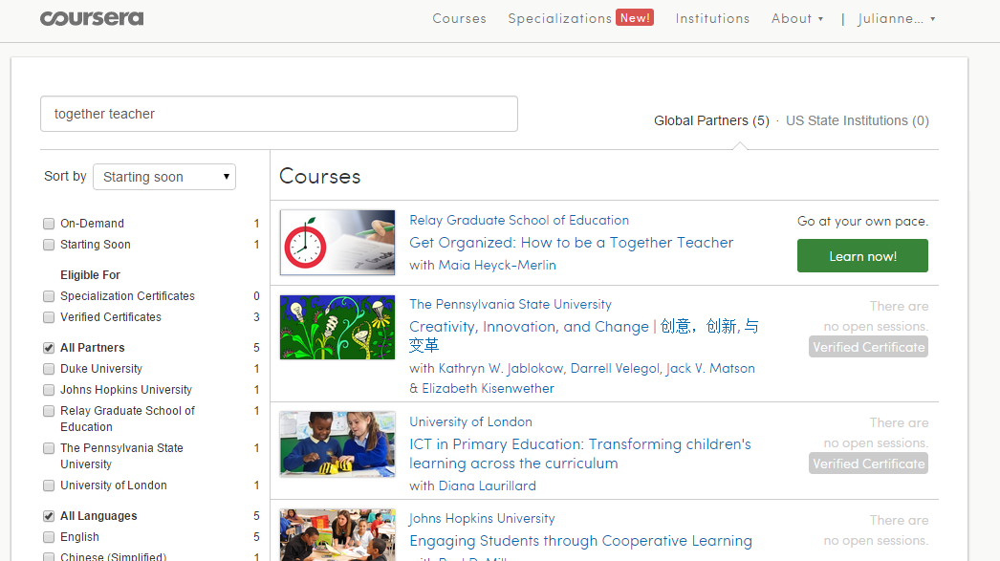 coursera
Courses Specializations New! Institutions About | Julianne...
together teacher
Global Partners (5) · US State Institutions (0)
Sort by Starting soon
On-Demand 1
Starting Soon 1
Eligible For
Specialization Certificates 0
Verified Certificates 3
All Partners 5
Duke University 1
Johns Hopkins University 1
Relay Graduate School of 1
Education
The Pennsylvania State 1
University
University of London 1
All Languages 5
English 5
Chinese (Simplified) 1
Courses
Relay Graduate School of Education
Get Organized: How to be a Together Teacher
with Maia Heyck-Merlin
Go at your own pace.
Learn now!
The Pennsylvania State University
Creativity, Innovation, and Change | 创意，创新, 与
变革
with Kathryn W. Jablokow, Darrell Velegol, Jack V. Matson
& Elizabeth Kisenwether
There are
no open sessions.
Verified Certificate
University of London
ICT in Primary Education: Transforming children's
learning across the curriculum
with Diana Laurillard
There are
no open sessions.
Verified Certificate
Johns Hopkins University
Engaging Students through Cooperative Learning
There are
no open sessions.